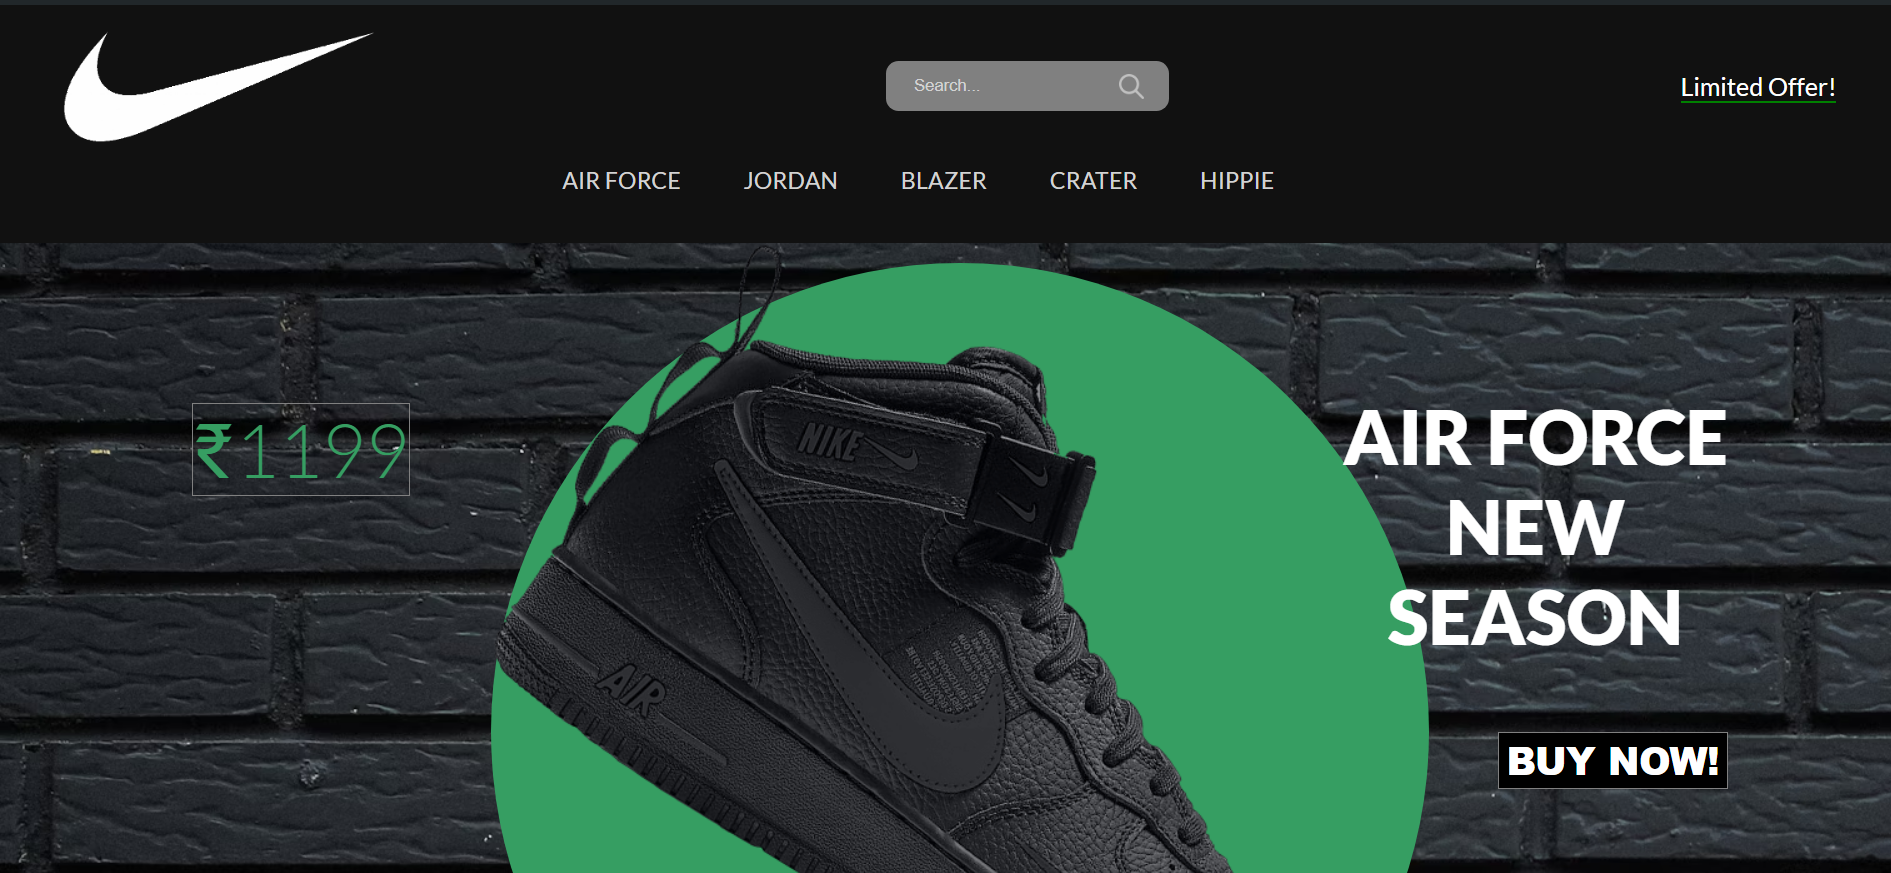 Search...
Limited Offer!
AIR FORCE
JORDAN
BLAZER
CRATER
HIPPIE
₹1199
NIKE
AIR
AIR FORCE
NEW
SEASON
BUY NOW!